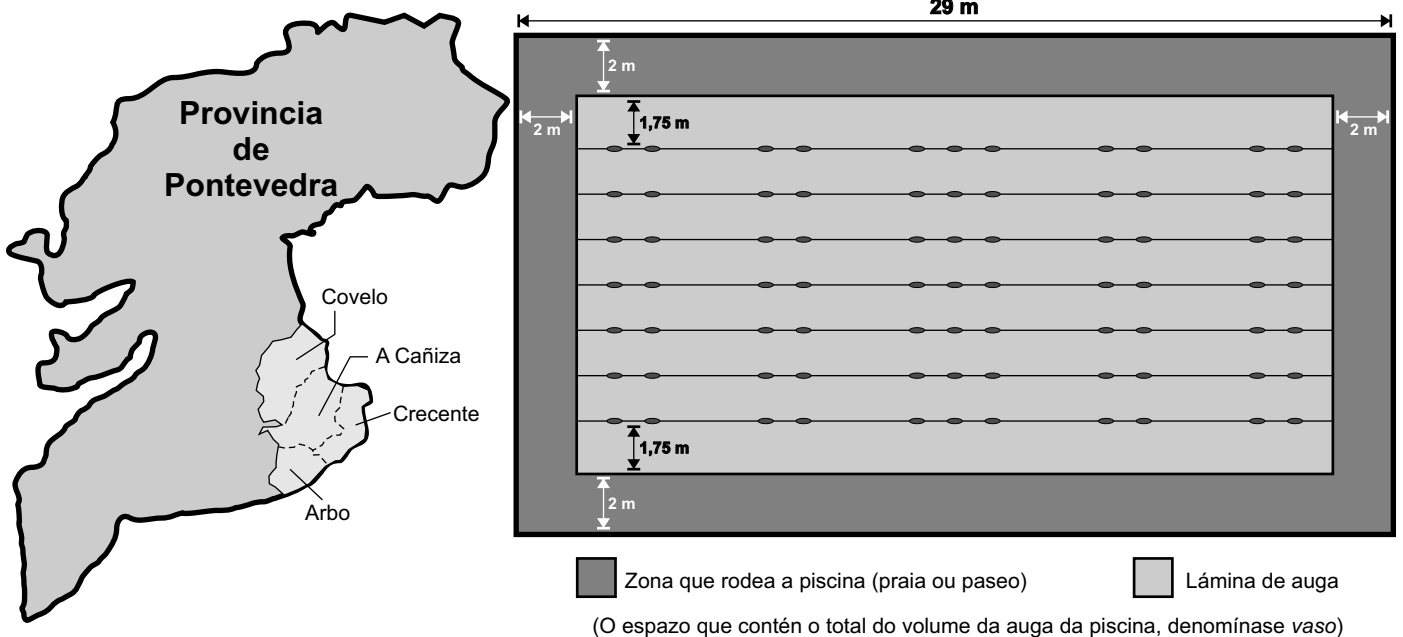 Provincia
de
Pontevedra
Covelo
A Cañiza
Crecente
Arbo
29 m
2 m
2 m
2 m
1,75 m
1,75 m
2 m
Zona que rodea a piscina (praia ou paseo)
Lámina de auga
(O espazo que contén o total do volume da auga da piscina, denomínase vaso)